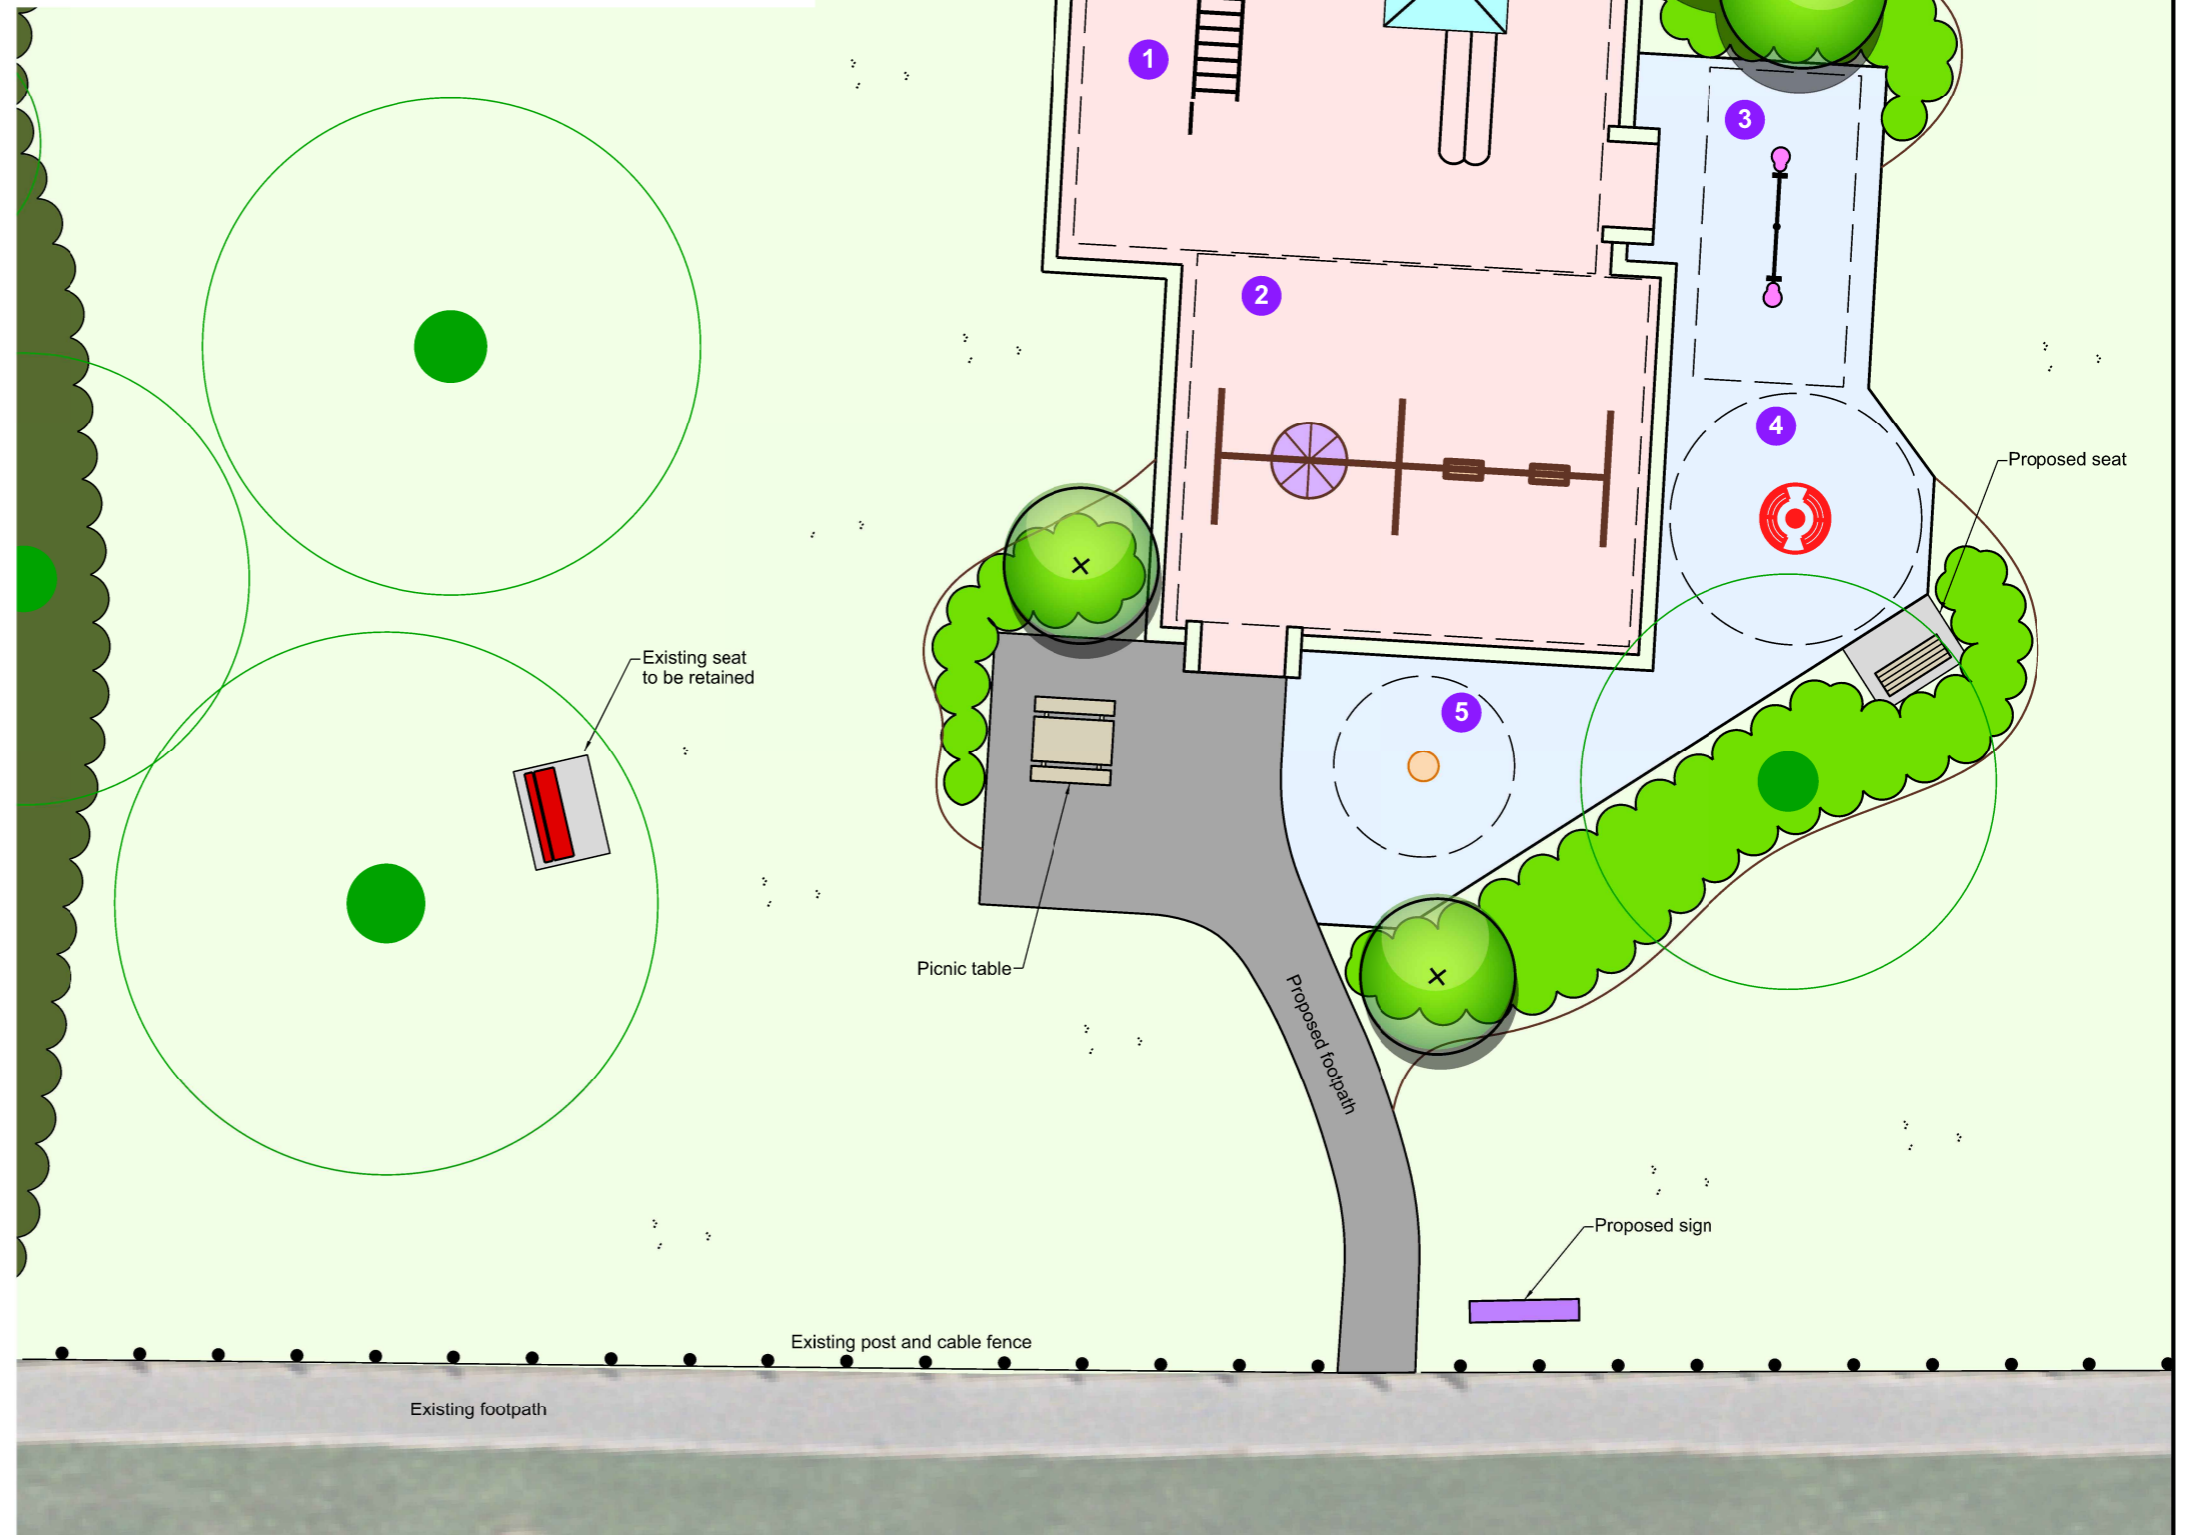 1
3
2
4
Proposed seat
Existing seat
to be retained
5
Picnic table
Proposed footpath
Proposed sign
Existing post and cable fence
Existing footpath